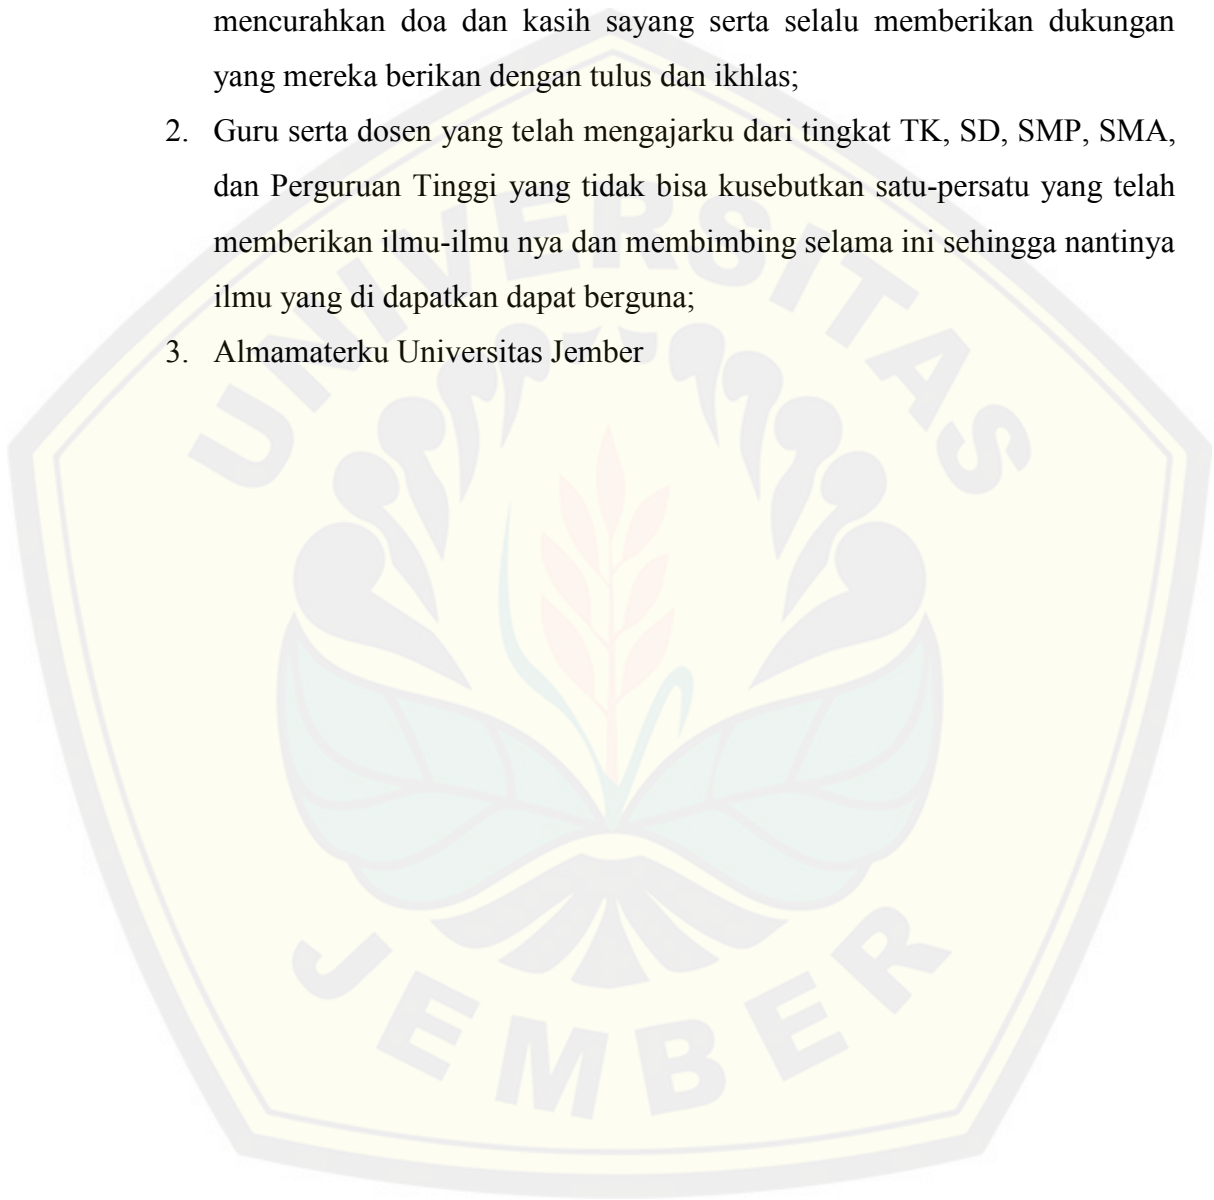 mencurahkan doa dan kasih sayang serta selalu memberikan dukungan
yang mereka berikan dengan tulus dan ikhlas;
2. Guru serta dosen yang telah mengajarku dari tingkat TK, SD, SMP, SMA,
dan Perguruan Tinggi yang tidak bisa kusebutkan satu-persatu yang telah
memberikan ilmu-ilmu nya dan membimbing selama ini sehingga nantinya
ilmu yang di dapatkan dapat berguna;
3. Almamaterku Universitas Jember
UNIVERSITAS
JEMBER